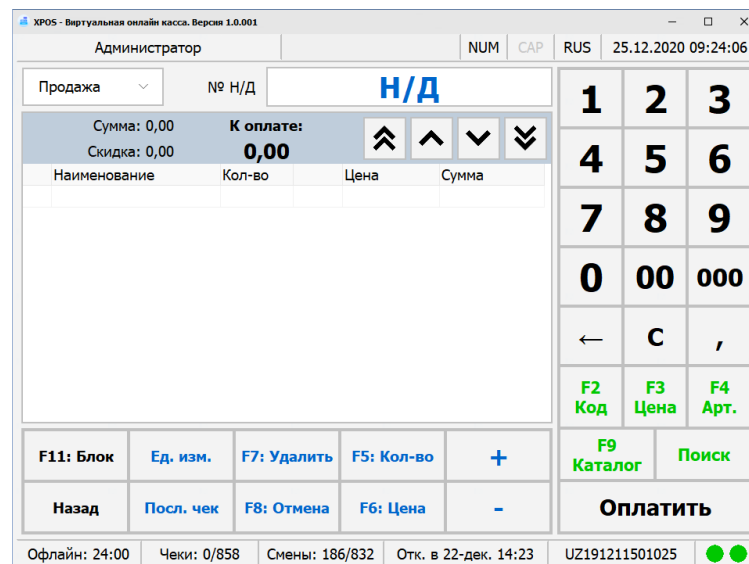 XPOS - Виртуальная онлайн касса. Версия 1.0.001
Администратор NUM CAP RUS 25.12.2020 09:24:06
Продажа № Н/Д Н/Д
Сумма: 0,00 К оплате:
Скидка: 0,00 0,00
Наименование Кол-во Цена Сумма
1 2 3
4 5 6
7 8 9
0 00 000
← C ,
F2 Код F3 Цена F4 Арт.
F11: Блок Ед. изм. F7: Удалить F5: Кол-во + F9 Каталог Поиск
Назад Посл. чек F8: Отмена F6: Цена - Оплатить
Офлайн: 24:00 Чеки: 0/858 Смены: 186/832 Отк. в 22-дек. 14:23 UZ191211501025